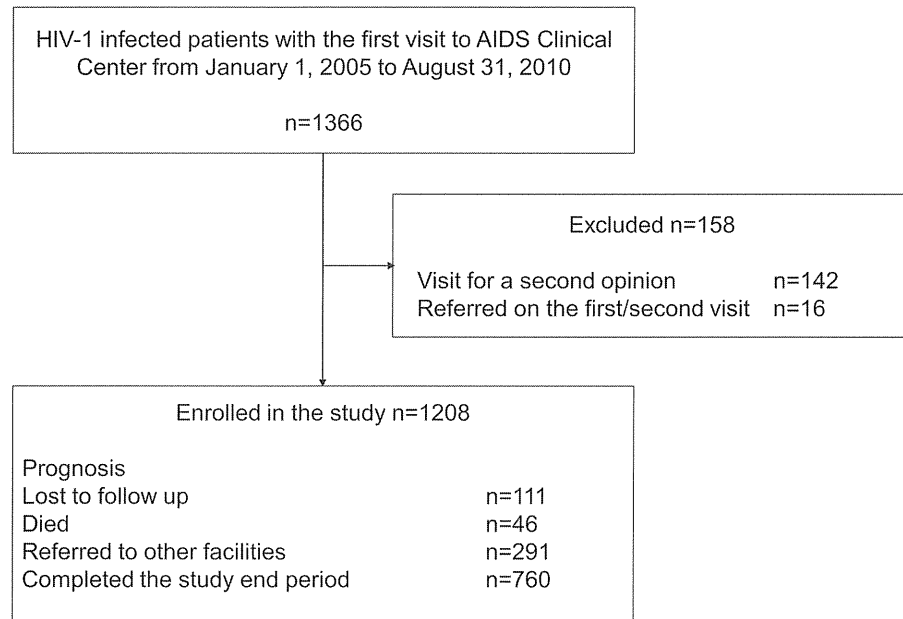 HIV-1 infected patients with the first visit to AIDS Clinical
Center from January 1, 2005 to August 31, 2010
n=1366
Excluded n=158
Visit for a second opinion n=142
Referred on the first/second visit n=16
Enrolled in the study n=1208
Prognosis
Lost to follow up n=111
Died n=46
Referred to other facilities n=291
Completed the study end period n=760